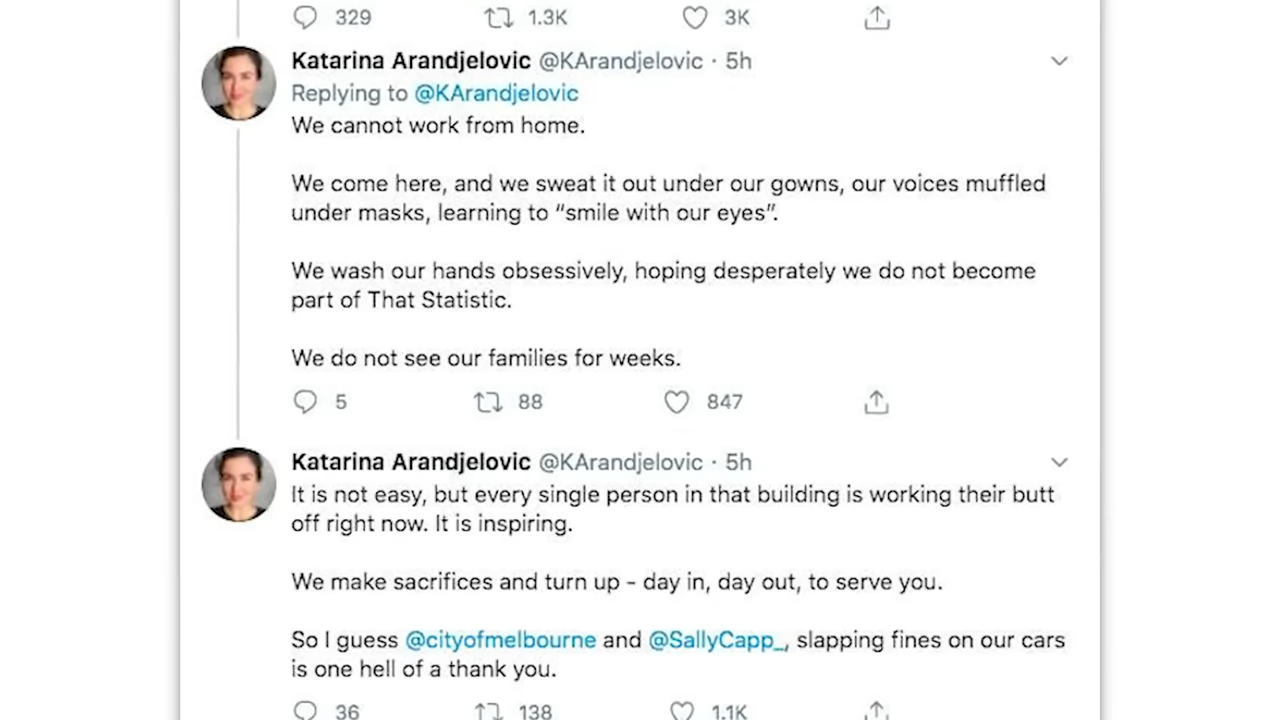 329 1.3K 3K
Katarina Arandjelovic @KArandjelovic · 5h
Replying to @KArandjelovic
We cannot work from home.
We come here, and we sweat it out under our gowns, our voices muffled
under masks, learning to “smile with our eyes”.
We wash our hands obsessively, hoping desperately we do not become
part of That Statistic.
We do not see our families for weeks.
5 88 847
Katarina Arandjelovic @KArandjelovic · 5h
It is not easy, but every single person in that building is working their butt
off right now. It is inspiring.
We make sacrifices and turn up - day in, day out, to serve you.
So I guess @cityofmelbourne and @SallyCapp_, slapping fines on our cars
is one hell of a thank you.
36 138 1.1K